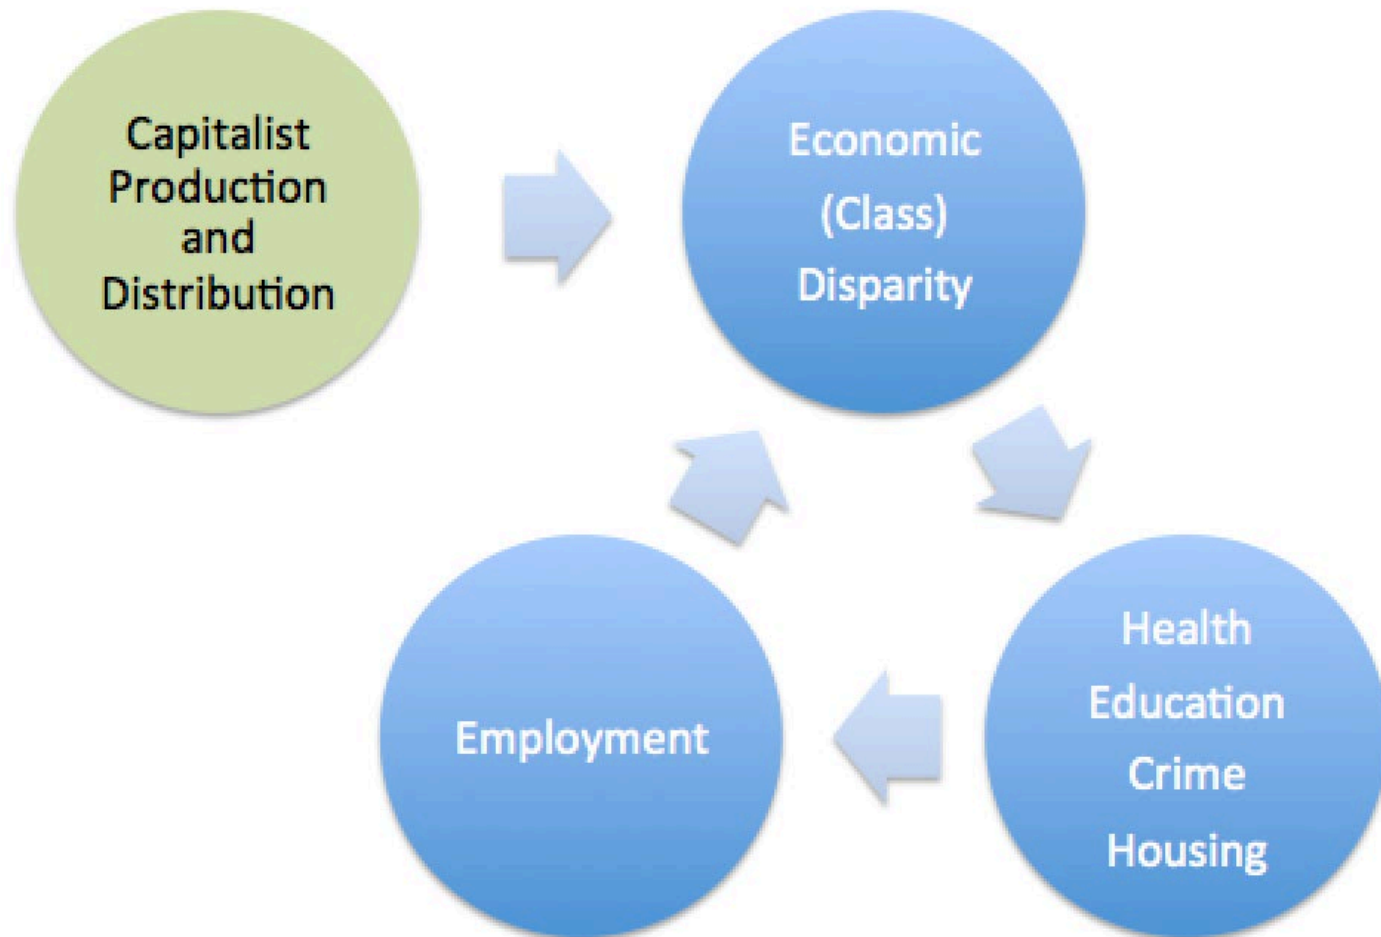 Capitalist
Production
and
Distribution
Economic
(Class)
Disparity
Employment
Health
Education
Crime
Housing